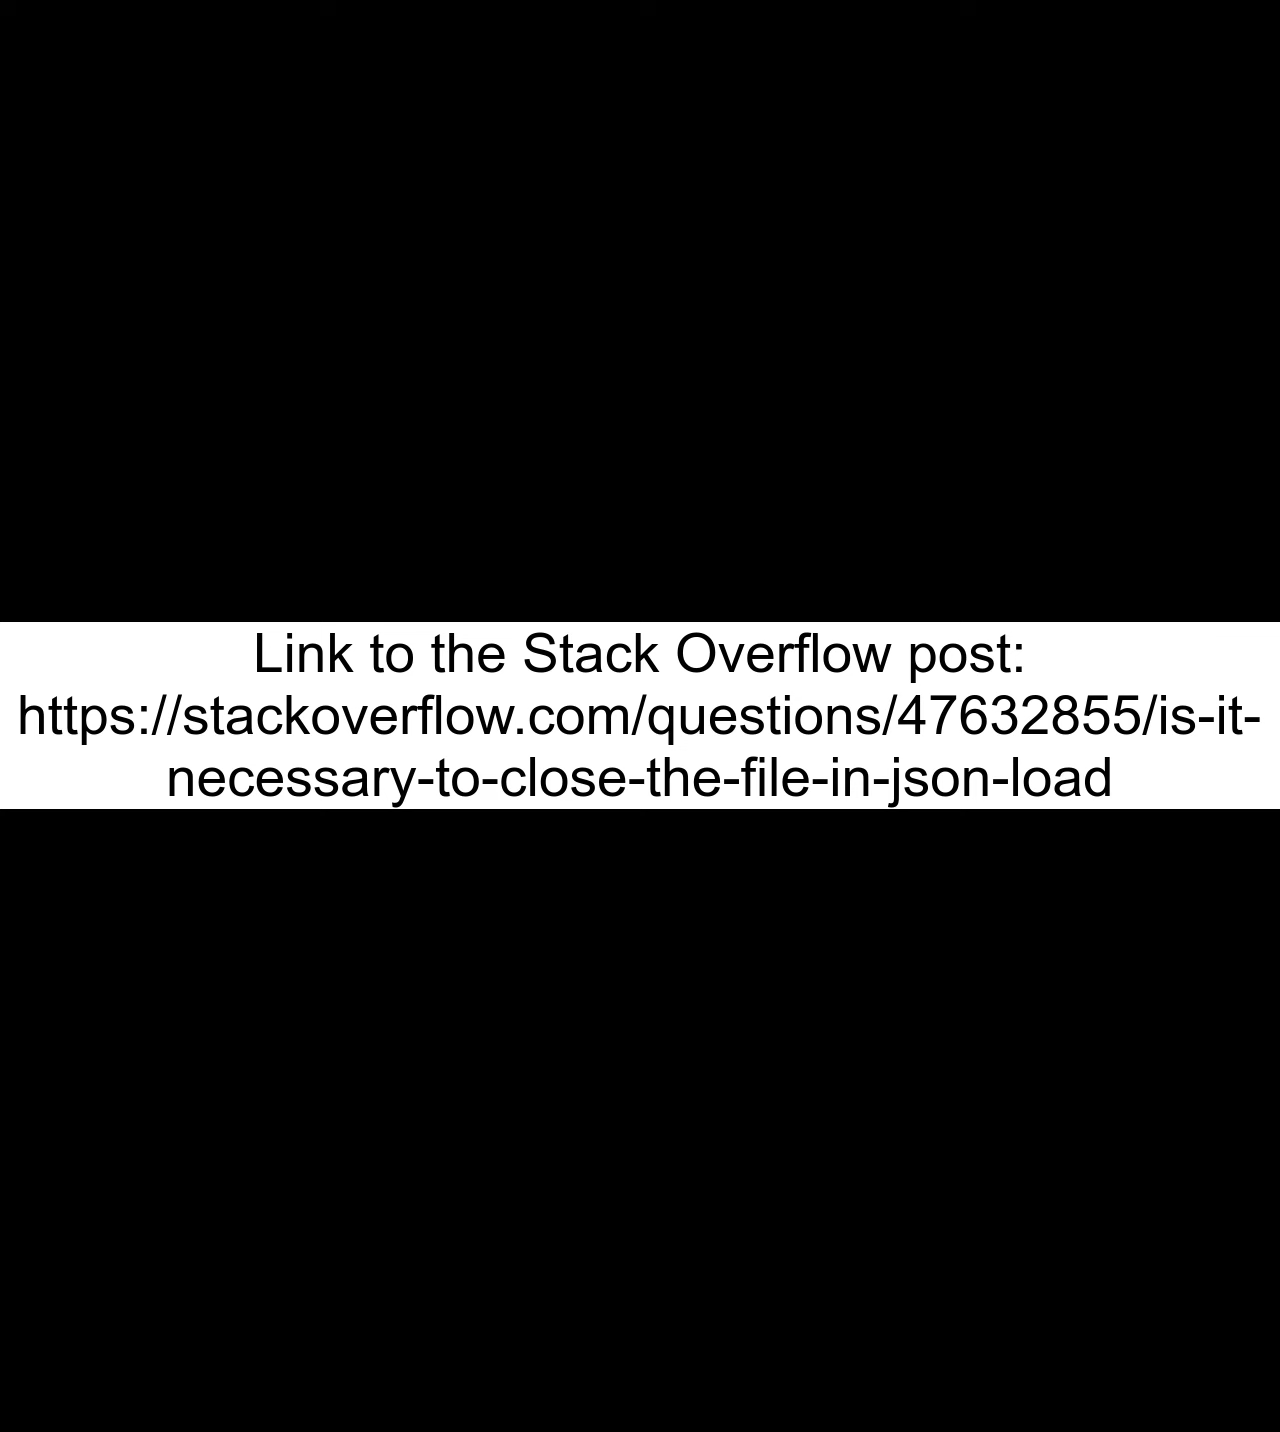 Link to the Stack Overflow post:
https://stackoverflow.com/questions/47632855/is-it-
necessary-to-close-the-file-in-json-load